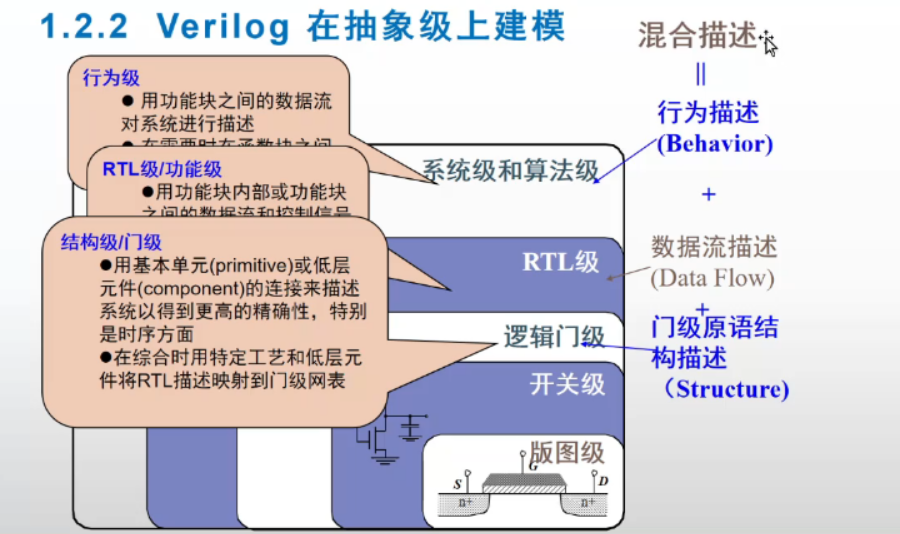 1.2.2 Verilog 在抽象级上建模
行为级
● 用功能块之间的数据流
对系统进行描述
● 在需要时在函数块之间
RTL级/功能级
●用功能块内部或功能块
之间的数据流和控制信号
结构级/门级
●用基本单元(primitive)或低层
元件(component)的连接来描述
系统以得到更高的精确性，特别
是时序方面
●在综合时用特定工艺和低层元
件将RTL描述映射到门级网表
系统级和算法级
RTL级
逻辑门级
开关级
版图级
G
S
D
n+
n+
混合描述
||
行为描述
(Behavior)
+
数据流描述
(Data Flow)
+
门级原语结
构描述
（Structure)